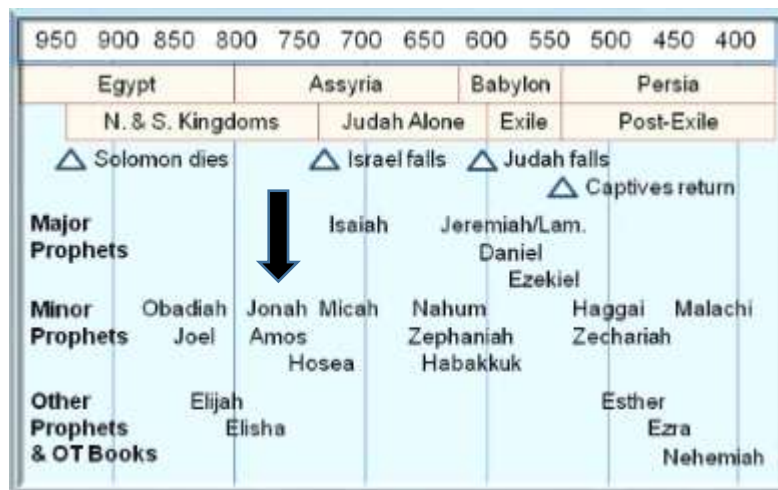 950 900 850 800 750 700 650 600 550 500 450 400
Egypt Assyria Babylon Persia
N. & S. Kingdoms Judah Alone Exile Post-Exile
Solomon dies Israel falls Judah falls
Captives return
Major Isaiah Jeremiah/Lam.
Prophets Daniel
Ezekiel
Minor Obadiah Jonah Micah Nahum Haggai Malachi
Prophets Joel Amos Zephaniah Zechariah
Hosea Habakkuk
Other Elijah Esther
Prophets Elisha Ezra
& OT Books Nehemiah